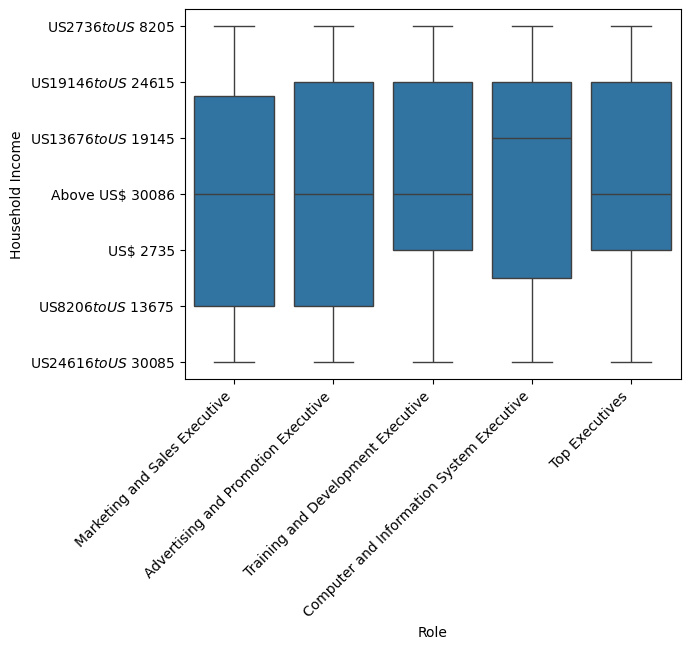 US2736toUS 8205
US19146toUS 24615
US13676toUS 19145
Above US$ 30086
US$ 2735
US8206toUS 13675
US24616toUS 30085
Household Income
Marketing and Sales Executive
Advertising and Promotion Executive
Training and Development Executive
Computer and Information System Executive
Top Executives
Role